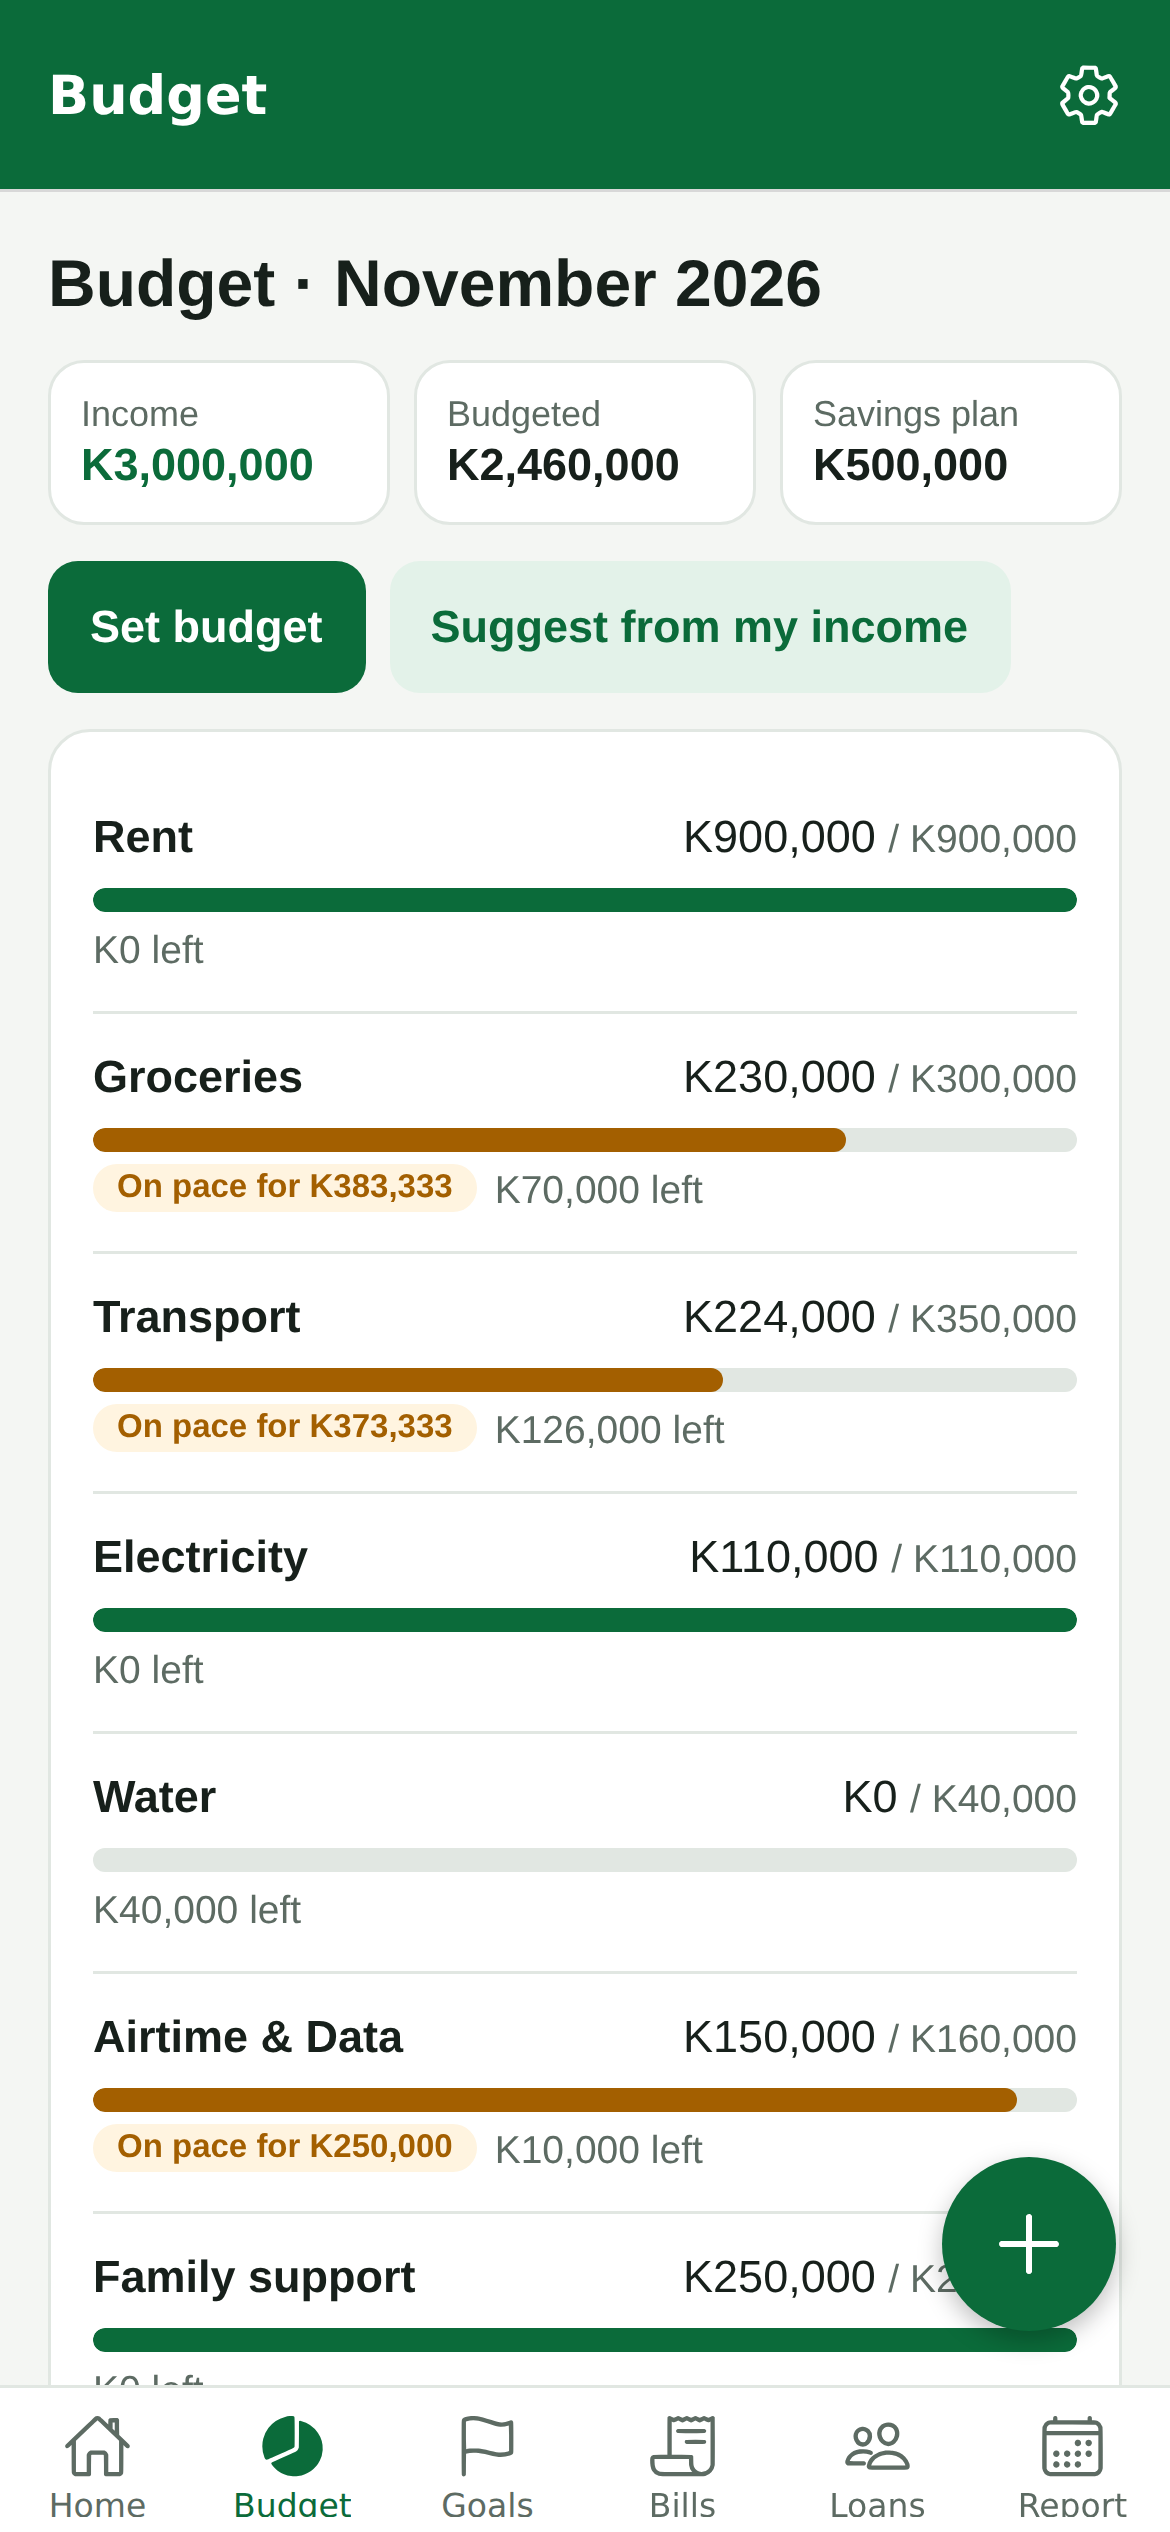 Budget
Budget · November 2026
Income
K3,000,000
Budgeted
K2,460,000
Savings plan
K500,000
Set budget
Suggest from my income
Rent K900,000 / K900,000
K0 left
Groceries K230,000 / K300,000
On pace for K383,333 K70,000 left
Transport K224,000 / K350,000
On pace for K373,333 K126,000 left
Electricity K110,000 / K110,000
K0 left
Water K0 / K40,000
K40,000 left
Airtime & Data K150,000 / K160,000
On pace for K250,000 K10,000 left
Family support K250,000 /
K0 left
Home Budget Goals Bills Loans Report